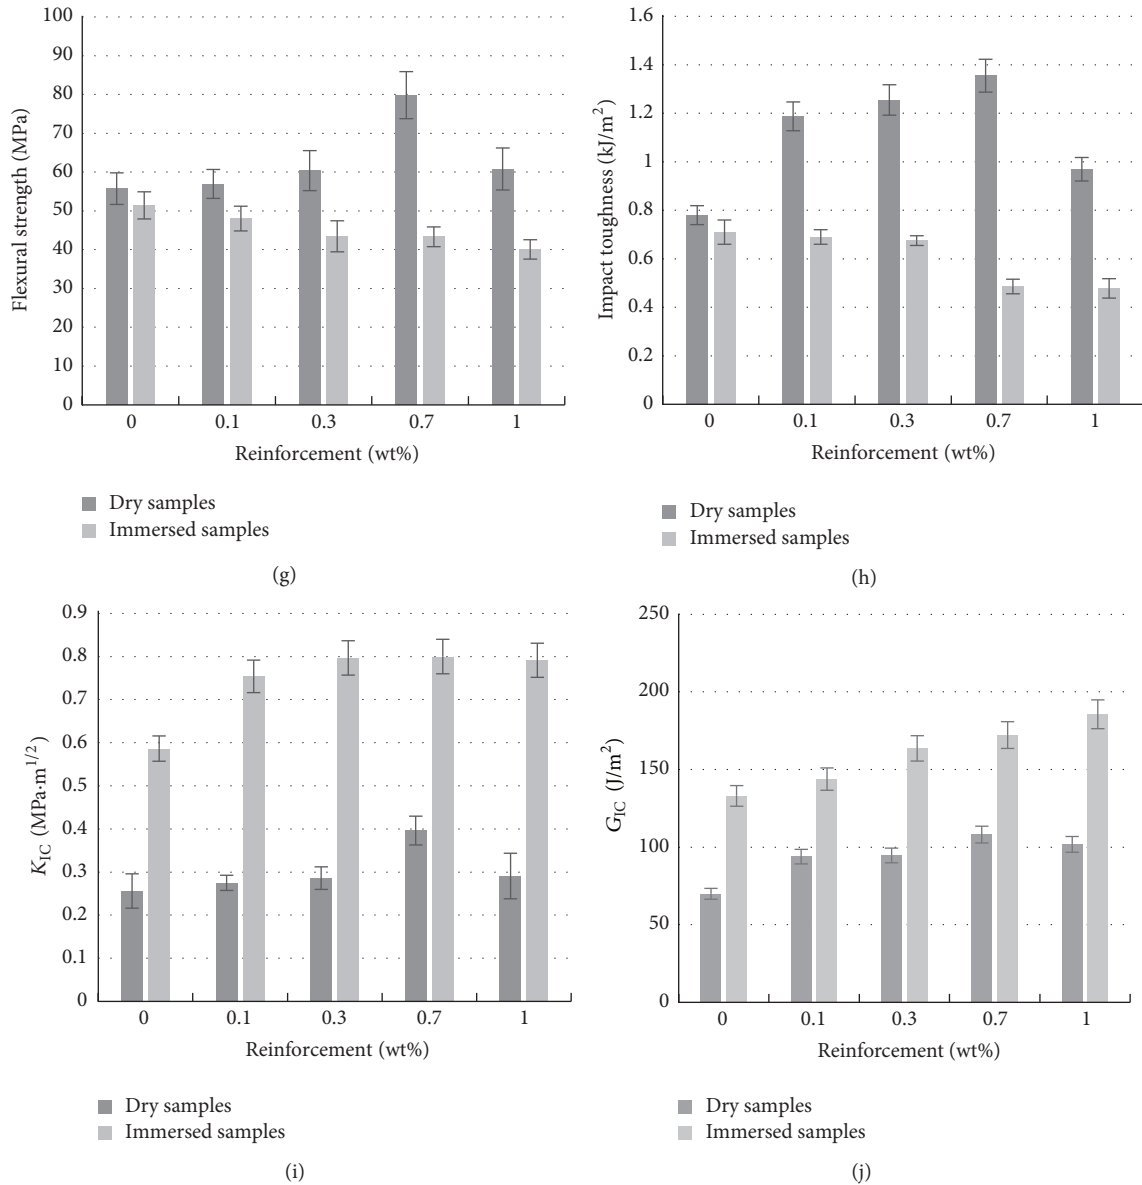 100
90
80
70
60
50
40
30
20
10
0
Flexural strength (MPa)
0 0.1 0.3 0.7 1
Reinforcement (wt%)
Dry samples
Immersed samples
(g)
1.6
1.4
1.2
1
0.8
0.6
0.4
0.2
0
Impact toughness (kJ/m²)
0 0.1 0.3 0.7 1
Reinforcement (wt%)
Dry samples
Immersed samples
(h)
0.9
0.8
0.7
0.6
0.5
0.4
0.3
0.2
0.1
0
K_IC (MPa·m^1/2)
0 0.1 0.3 0.7 1
Reinforcement (wt%)
Dry samples
Immersed samples
(i)
250
200
150
100
50
0
G_IC (J/m²)
0 0.1 0.3 0.7 1
Reinforcement (wt%)
Dry samples
Immersed samples
(j)